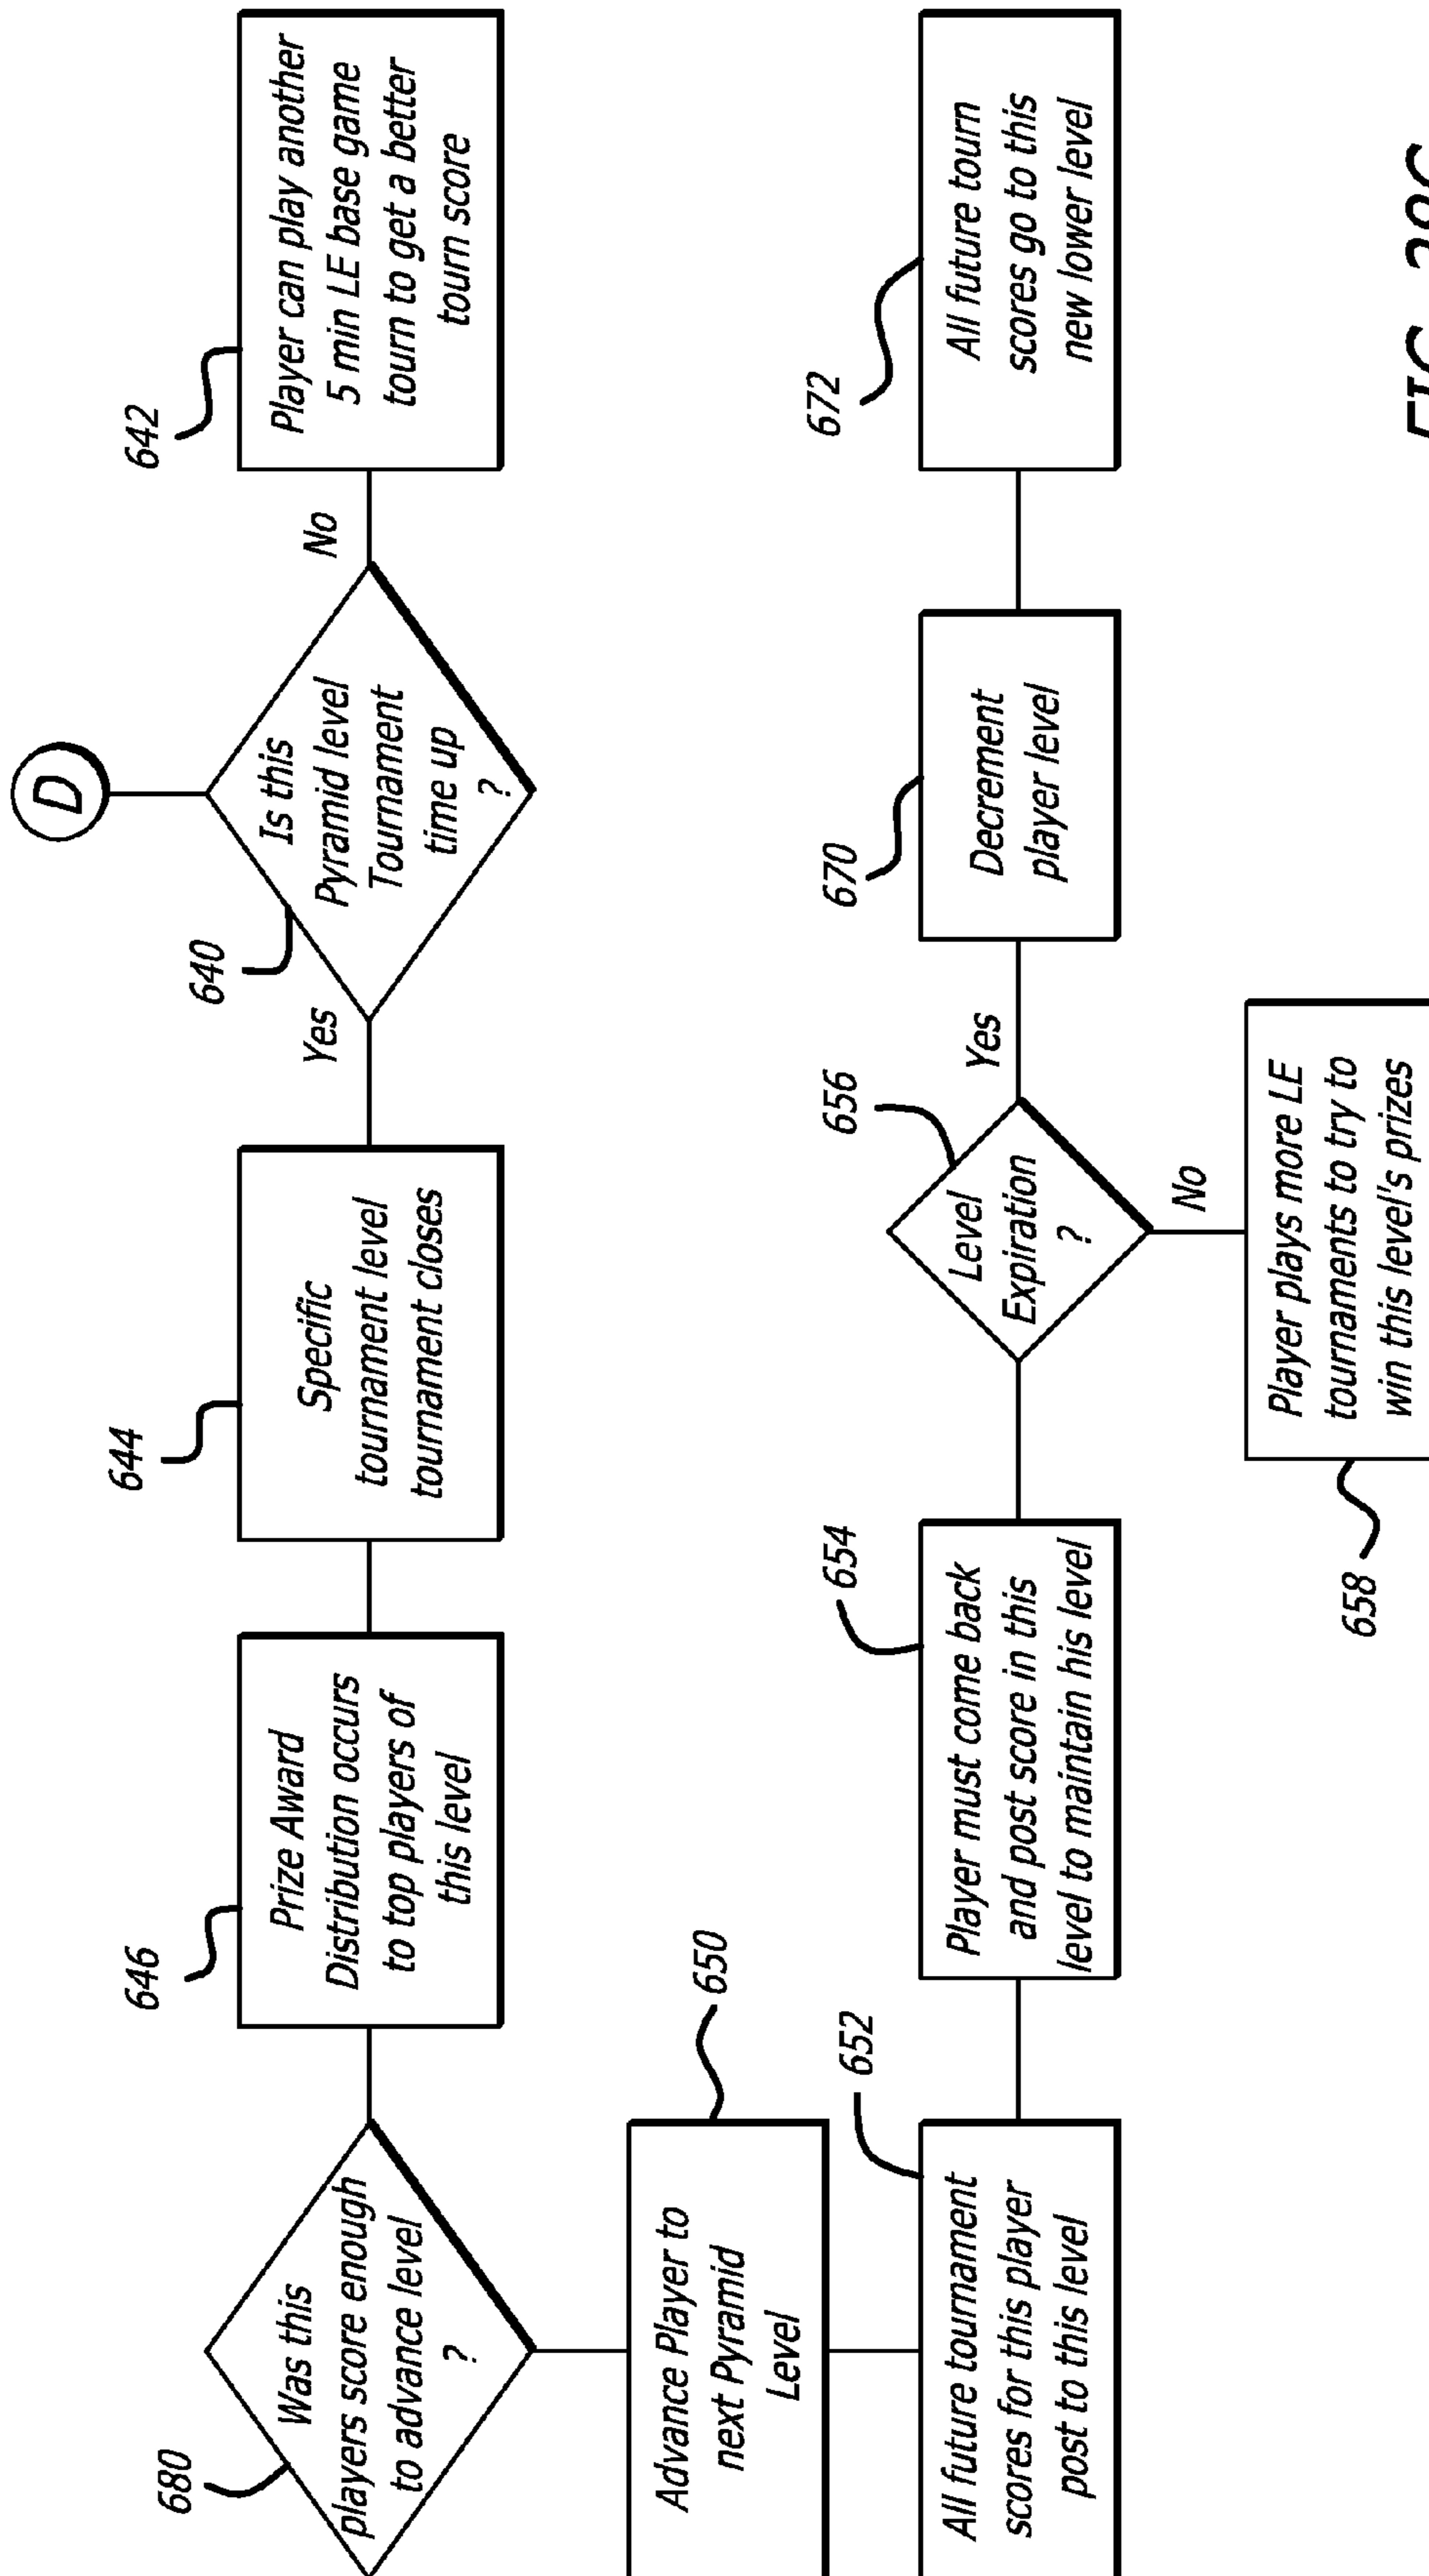 D
640
Is this
Pyramid level
Tournament
time up
?
No
642
Player can play another
5 min LE base game
tourn to get a better
tourn score
Yes
644
Specific
tournament level
tournament closes
646
Prize Award
Distribution occurs
to top players of
this level
680
Was this
players score enough
to advance level
?
650
Advance Player to
next Pyramid
Level
652
All future tournament
scores for this player
post to this level
654
Player must come back
and post score in this
level to maintain his level
656
Level
Expiration
?
Yes
670
Decrement
player level
672
All future tourn
scores go to this
new lower level
No
658
Player plays more LE
tournaments to try to
win this level's prizes